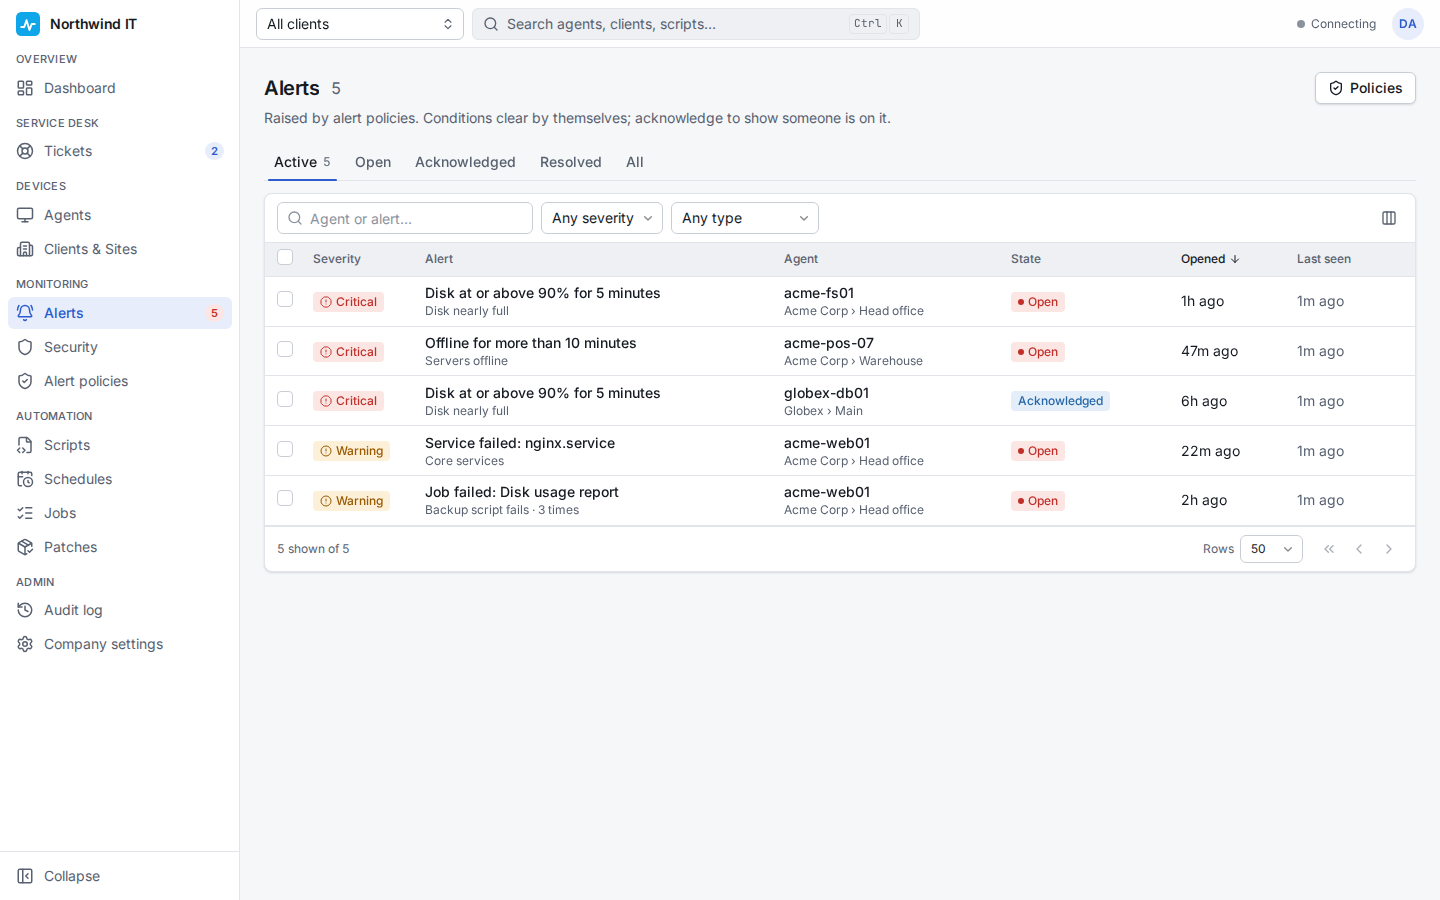 Northwind IT
OVERVIEW
Dashboard
SERVICE DESK
Tickets 2
DEVICES
Agents
Clients & Sites
MONITORING
Alerts 5
Security
Alert policies
AUTOMATION
Scripts
Schedules
Jobs
Patches
ADMIN
Audit log
Company settings
Collapse
All clients
Search agents, clients, scripts... Ctrl K
Connecting
DA
Alerts 5
Policies
Raised by alert policies. Conditions clear by themselves; acknowledge to show someone is on it.
Active 5 Open Acknowledged Resolved All
Agent or alert... Any severity Any type
Severity Alert Agent State Opened Last seen
Critical Disk at or above 90% for 5 minutes acme-fs01 Open 1h ago 1m ago
Disk nearly full Acme Corp › Head office
Critical Offline for more than 10 minutes acme-pos-07 Open 47m ago 1m ago
Servers offline Acme Corp › Warehouse
Critical Disk at or above 90% for 5 minutes globex-db01 Acknowledged 6h ago 1m ago
Disk nearly full Globex › Main
Warning Service failed: nginx.service acme-web01 Open 22m ago 1m ago
Core services Acme Corp › Head office
Warning Job failed: Disk usage report acme-web01 Open 2h ago 1m ago
Backup script fails · 3 times Acme Corp › Head office
5 shown of 5 Rows 50